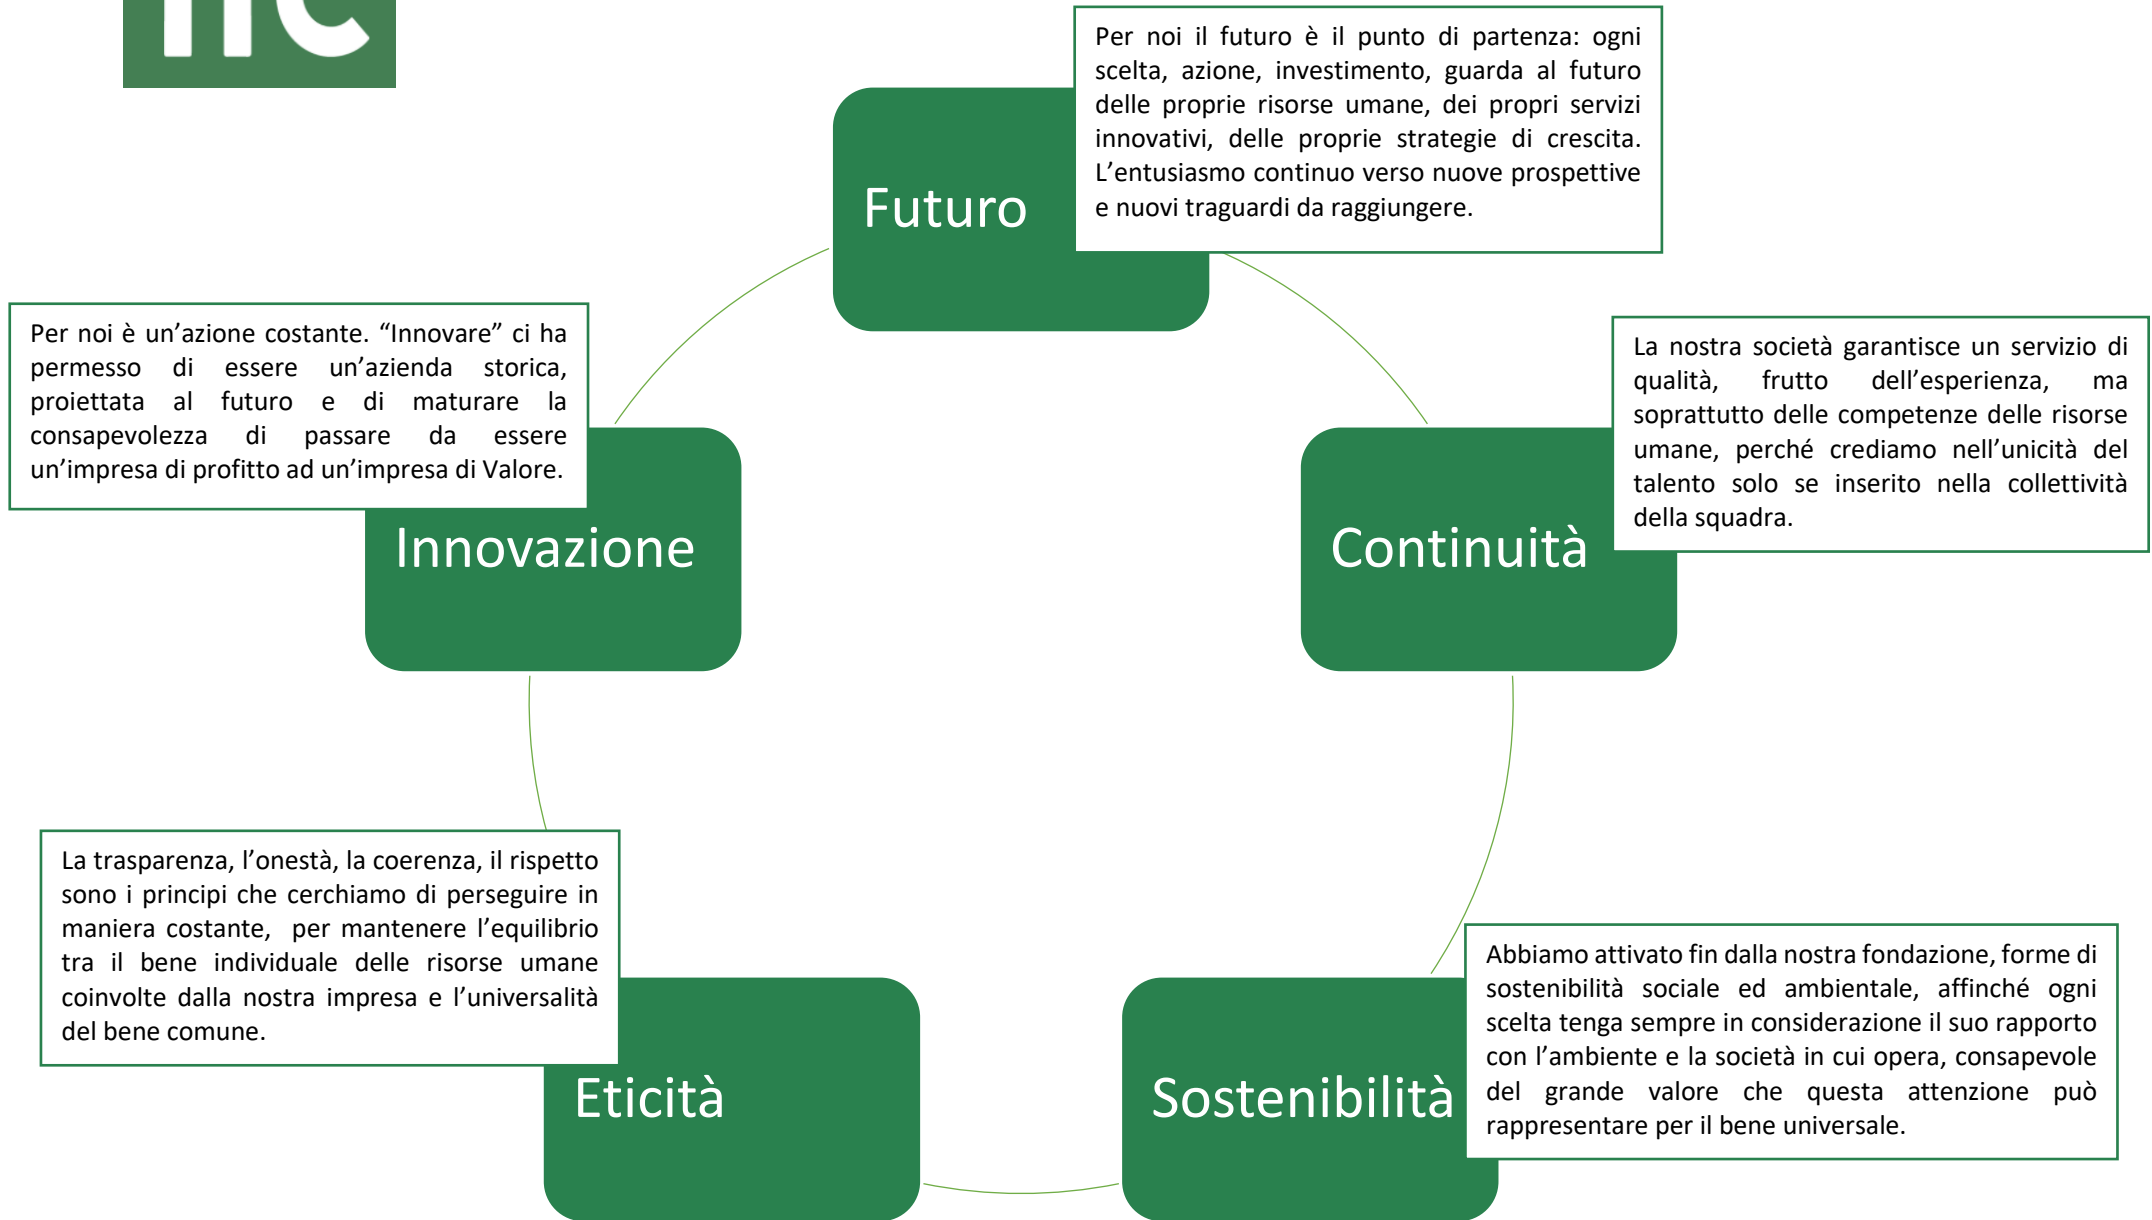 Per noi il futuro è il punto di partenza: ogni
scelta, azione, investimento, guarda al futuro
delle proprie risorse umane, dei propri servizi
innovativi, delle proprie strategie di crescita.
L’entusiasmo continuo verso nuove prospettive
e nuovi traguardi da raggiungere.
Futuro
Per noi è un’azione costante. “Innovare” ci ha
permesso di essere un’azienda storica,
proiettata al futuro e di maturare la
consapevolezza di passare da essere
un’impresa di profitto ad un’impresa di Valore.
Innovazione
La nostra società garantisce un servizio di
qualità, frutto dell’esperienza, ma
soprattutto delle competenze delle risorse
umane, perché crediamo nell’unicità del
talento solo se inserito nella collettività
della squadra.
Continuità
La trasparenza, l’onestà, la coerenza, il rispetto
sono i principi che cerchiamo di perseguire in
maniera costante, per mantenere l’equilibrio
tra il bene individuale delle risorse umane
coinvolte dalla nostra impresa e l’universalità
del bene comune.
Eticità
Abbiamo attivato fin dalla nostra fondazione, forme di
sostenibilità sociale ed ambientale, affinché ogni
scelta tenga sempre in considerazione il suo rapporto
con l’ambiente e la società in cui opera, consapevole
del grande valore che questa attenzione può
rappresentare per il bene universale.
Sostenibilità